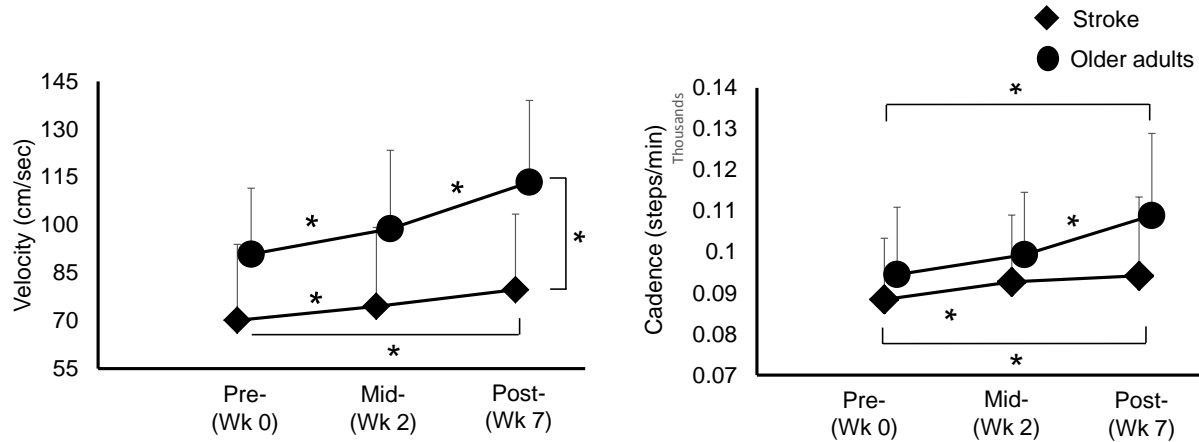 Stroke
Older adults
Velocity (cm/sec)
145
130
115
100
85
70
55
*
*
*
*
*
Pre-
(Wk 0)
Mid-
(Wk 2)
Post-
(Wk 7)
Cadence (steps/min)
Thousands
0.14
0.13
0.12
0.11
0.1
0.09
0.08
0.07
*
*
*
*
Pre-
(Wk 0)
Mid-
(Wk 2)
Post-
(Wk 7)